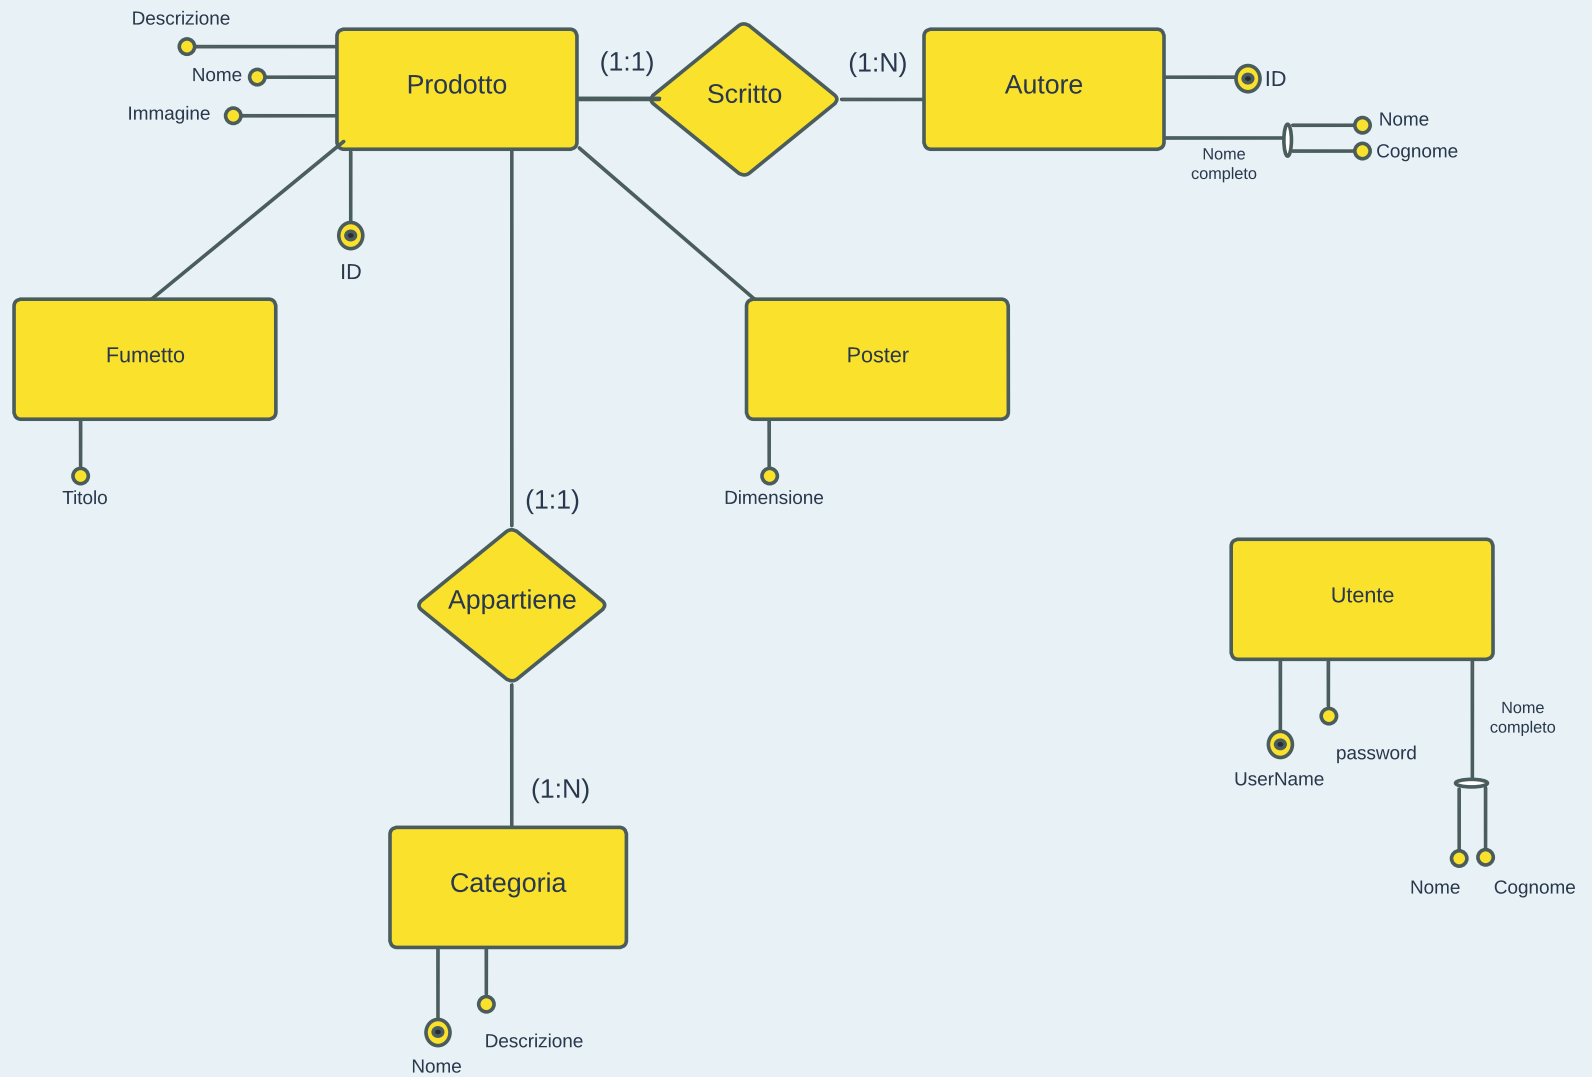 Descrizione
Nome
Immagine
Prodotto
(1:1)
Scritto
(1:N)
Autore
ID
Nome
Cognome
Nome
completo
ID
Fumetto
Poster
Titolo
Dimensione
(1:1)
Appartiene
Utente
Nome
completo
password
UserName
(1:N)
Categoria
Nome
Cognome
Descrizione
Nome